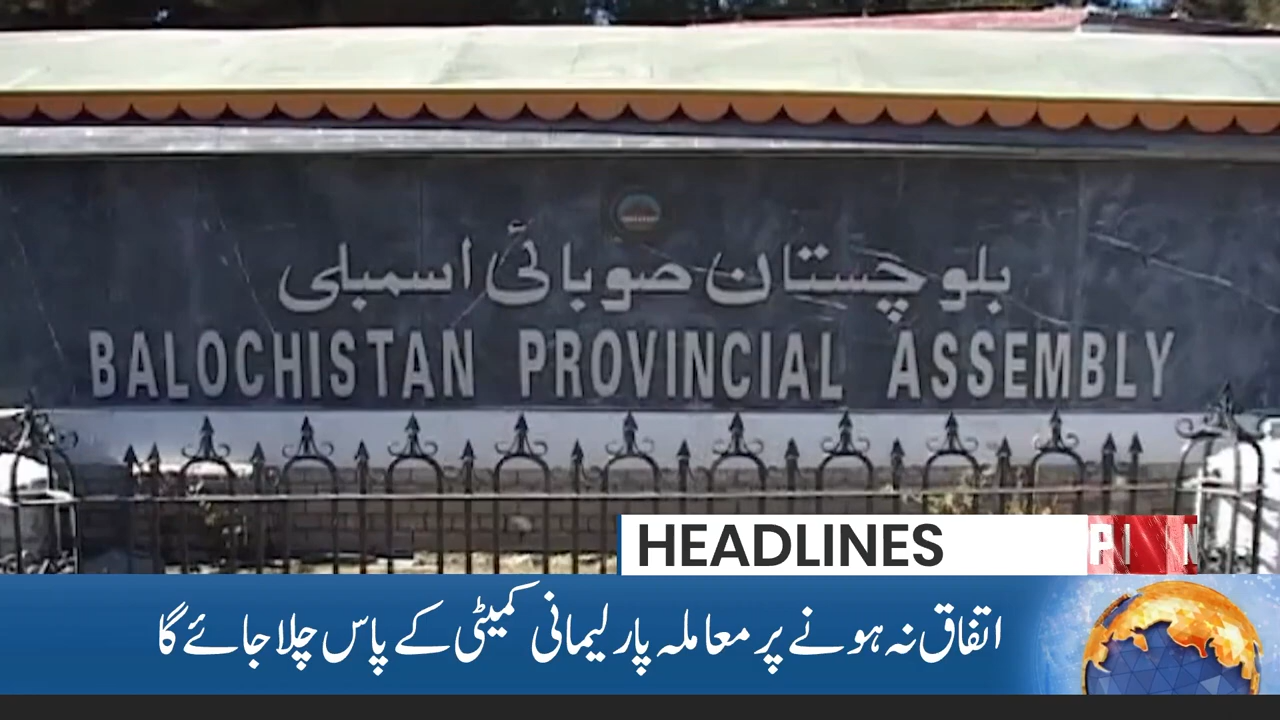 بلوچستان صوبائی اسمبلی
BALOCHISTAN PROVINCIAL ASSEMBLY
HEADLINES
اتفاق نہ ہونے پر معاملہ پارلیمانی کمیٹی کے پاس چلا جائے گا